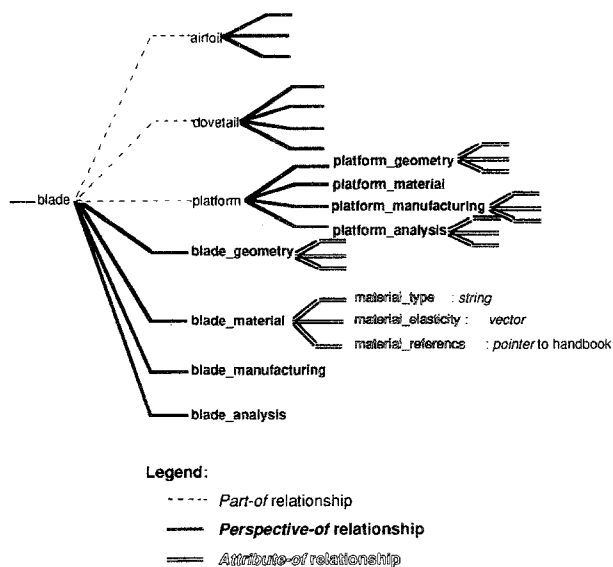 airfoil
dovetail
platform_geometry
platform_material
blade
platform
platform_manufacturing
platform_analysis
blade_geometry
material_type : string
blade_material
material_elasticity : vector
material_reference : pointer to handbook
blade_manufacturing
blade_analysis
Legend:
Part-of relationship
Perspective-of relationship
Attribute-of relationship